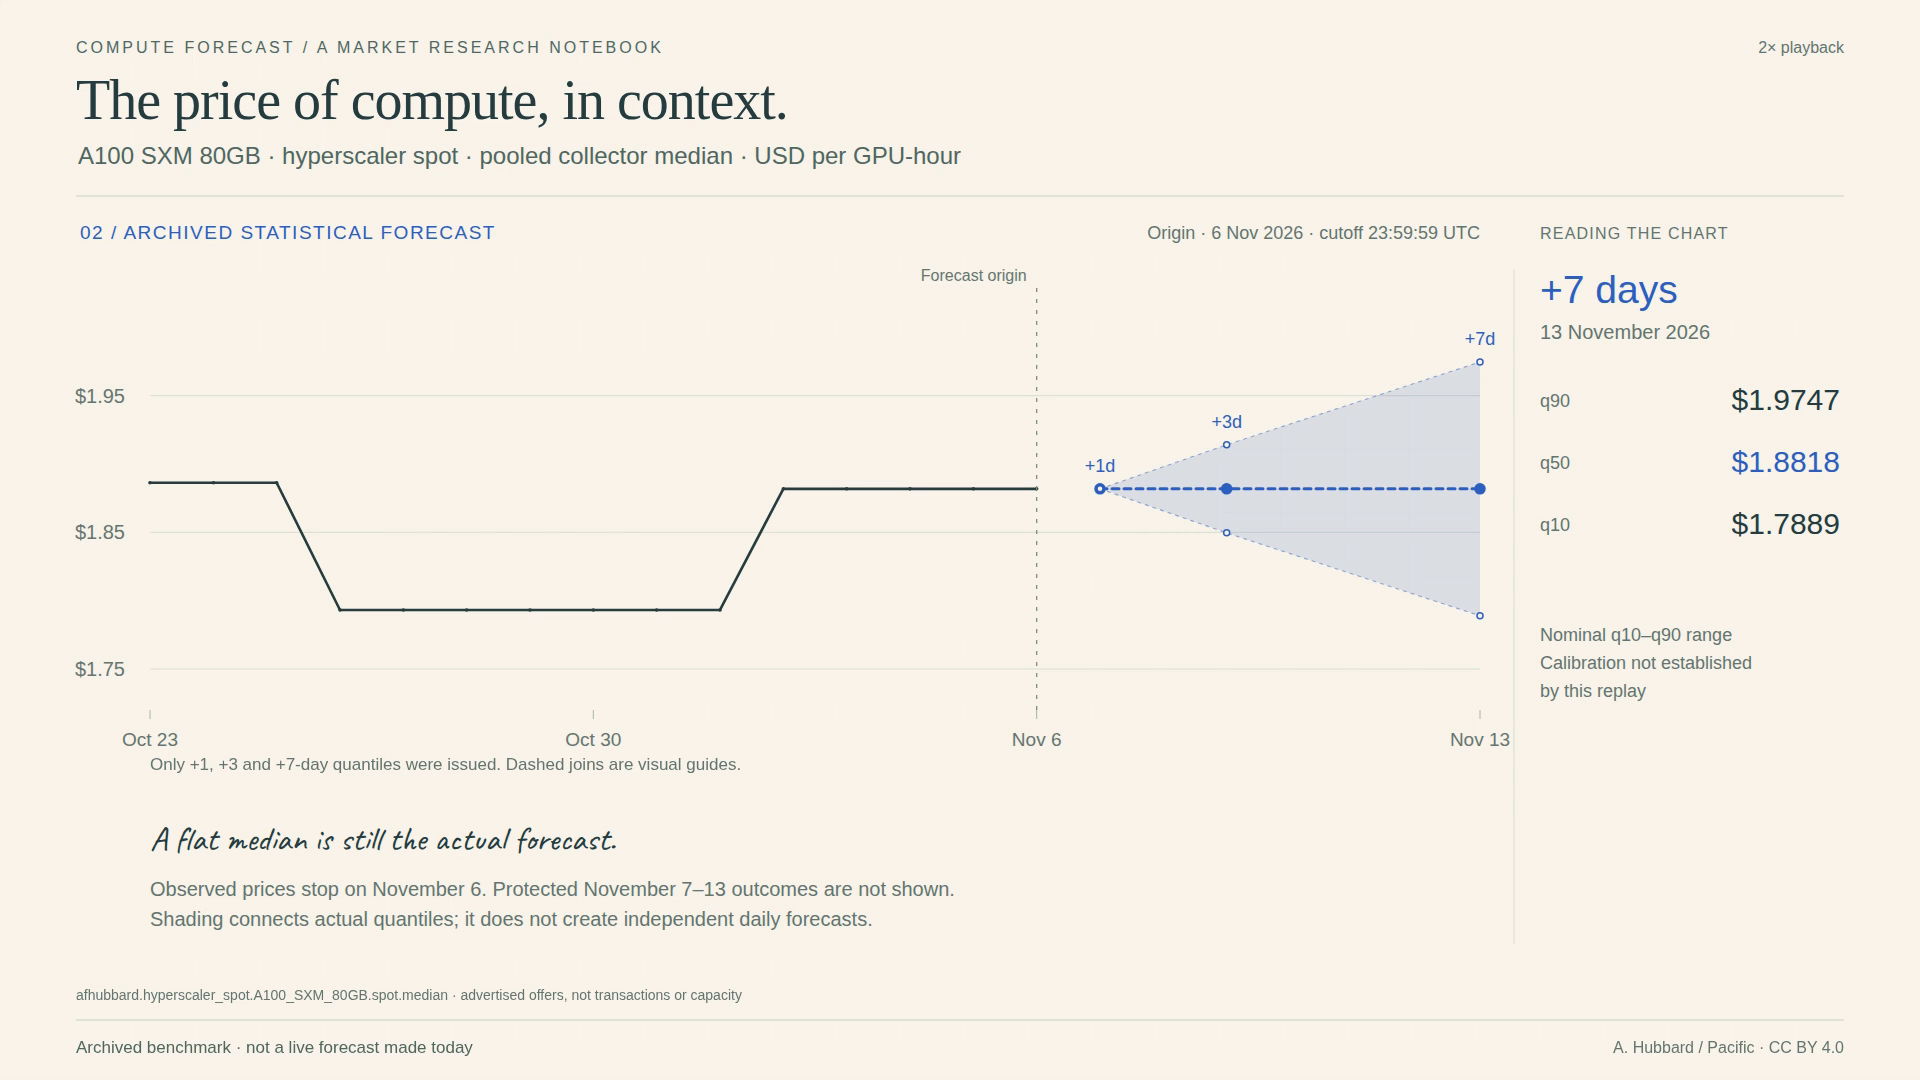 COMPUTE FORECAST / A MARKET RESEARCH NOTEBOOK
2× playback
The price of compute, in context.
A100 SXM 80GB · hyperscaler spot · pooled collector median · USD per GPU-hour
02 / ARCHIVED STATISTICAL FORECAST
Origin · 6 Nov 2026 · cutoff 23:59:59 UTC
Forecast origin
+7d
+3d
+1d
$1.95
$1.85
$1.75
Oct 23
Oct 30
Nov 6
Nov 13
Only +1, +3 and +7-day quantiles were issued. Dashed joins are visual guides.
READING THE CHART
+7 days
13 November 2026
q90 $1.9747
q50 $1.8818
q10 $1.7889
Nominal q10–q90 range
Calibration not established
by this replay
A flat median is still the actual forecast.
Observed prices stop on November 6. Protected November 7–13 outcomes are not shown.
Shading connects actual quantiles; it does not create independent daily forecasts.
afhubbard.hyperscaler_spot.A100_SXM_80GB.spot.median · advertised offers, not transactions or capacity
Archived benchmark · not a live forecast made today
A. Hubbard / Pacific · CC BY 4.0